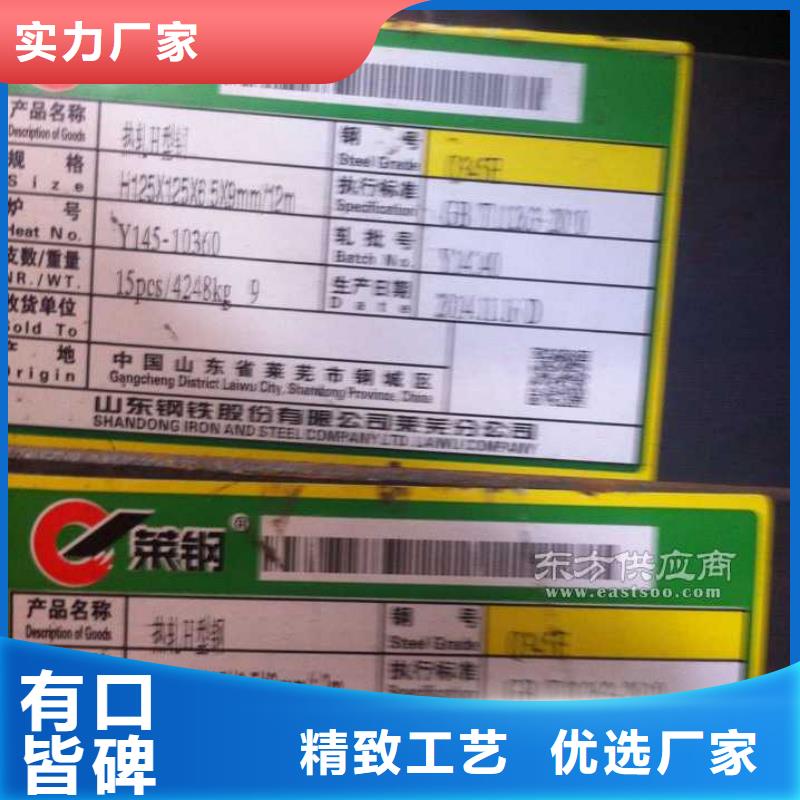 实力厂家
产品名称 热轧H型钢 钢 号
Description of Goods Steel Grade
规 格 H125X125X6.5X9mm/12m 执行标准
Size Specification
炉 号 Y145-10360 轧批号
Heat No. Batch No.
支数/重量 15pcs/4248kg 9 生产日期
NR./WT. Date
收货单位
Sold To
产 地 中国山东省莱芜市钢城区
Origin Gangcheng District Laiwu City, Shandong Province, China
山东钢铁股份有限公司莱芜分公司
SHANDONG IRON AND STEEL COMPANY LTD. LAIWU COMPANY
莱钢®
东方供应商
www.eastsoo.com
产品名称 热轧H型钢 钢 号
Description of Goods Steel Grade
执行标准
有口皆碑
精致工艺 优选厂家